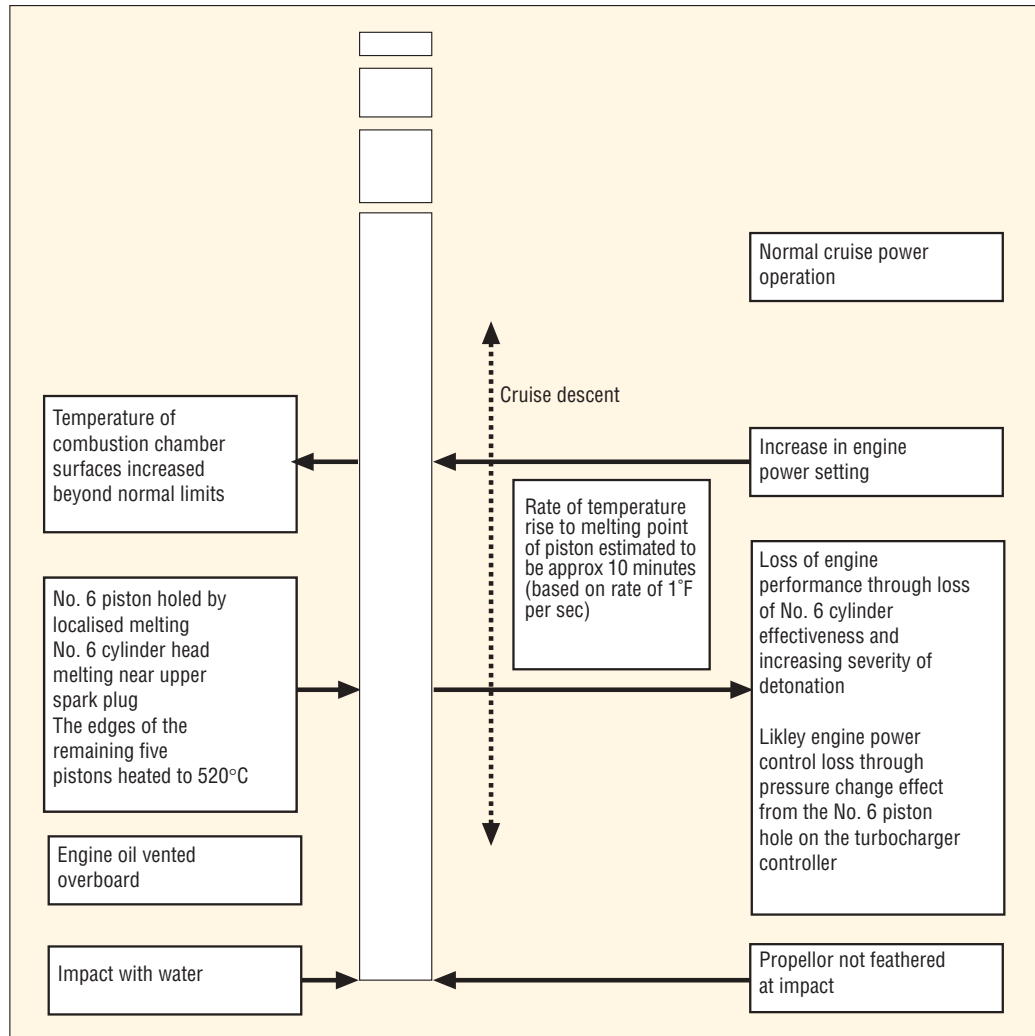 Normal cruise power
operation
Cruise descent
Temperature of
combustion chamber
surfaces increased
beyond normal limits
Increase in engine
power setting
Rate of temperature
rise to melting point
of piston estimated to
be approx 10 minutes
(based on rate of 1˚F
per sec)
No. 6 piston holed by
localised melting
No. 6 cylinder head
melting near upper
spark plug
The edges of the
remaining five
pistons heated to 520°C
Loss of engine
performance through loss
of No. 6 cylinder
effectiveness and
increasing severity of
detonation
Likley engine power
control loss through
pressure change effect
from the No. 6 piston
hole on the turbocharger
controller
Engine oil vented
overboard
Impact with water
Propellor not feathered
at impact